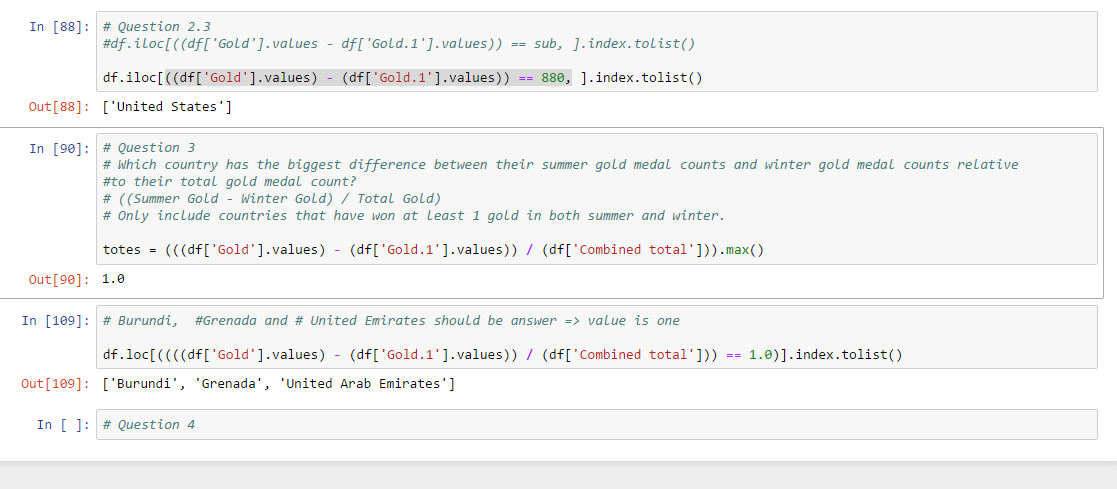 In [88]: # Question 2.3
#df.iloc[((df['Gold'].values - df['Gold.1'].values)) == sub, ].index.tolist()
df.iloc[((df['Gold'].values) - (df['Gold.1'].values)) == 880, ].index.tolist()
Out[88]: ['United States']
In [90]: # Question 3
# Which country has the biggest difference between their summer gold medal counts and winter gold medal counts relative
#to their total gold medal count?
# ((Summer Gold - Winter Gold) / Total Gold)
# Only include countries that have won at least 1 gold in both summer and winter.
totes = (((df['Gold'].values) - (df['Gold.1'].values)) / (df['Combined total'])).max()
Out[90]: 1.0
In [109]: # Burundi,  #Grenada and # United Emirates should be answer => value is one
df.loc[((((df['Gold'].values) - (df['Gold.1'].values)) / (df['Combined total'])) == 1.0)].index.tolist()
Out[109]: ['Burundi', 'Grenada', 'United Arab Emirates']
In [ ]: # Question 4